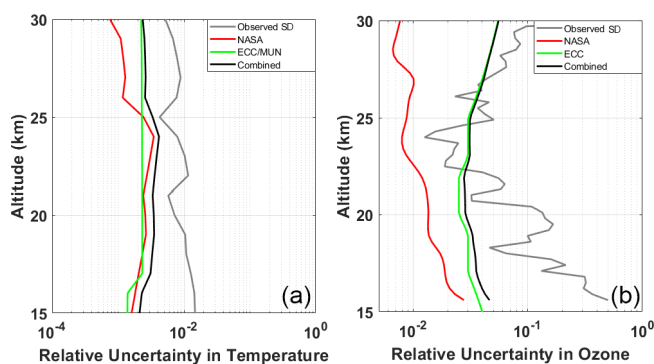 30
25
20
15
Altitude (km)
Observed SD
NASA
ECC/MUN
Combined
(a)
10-4
10-2
100
Relative Uncertainty in Temperature
30
25
20
15
Altitude (km)
Observed SD
NASA
ECC
Combined
(b)
10-2
10-1
100
Relative Uncertainty in Ozone